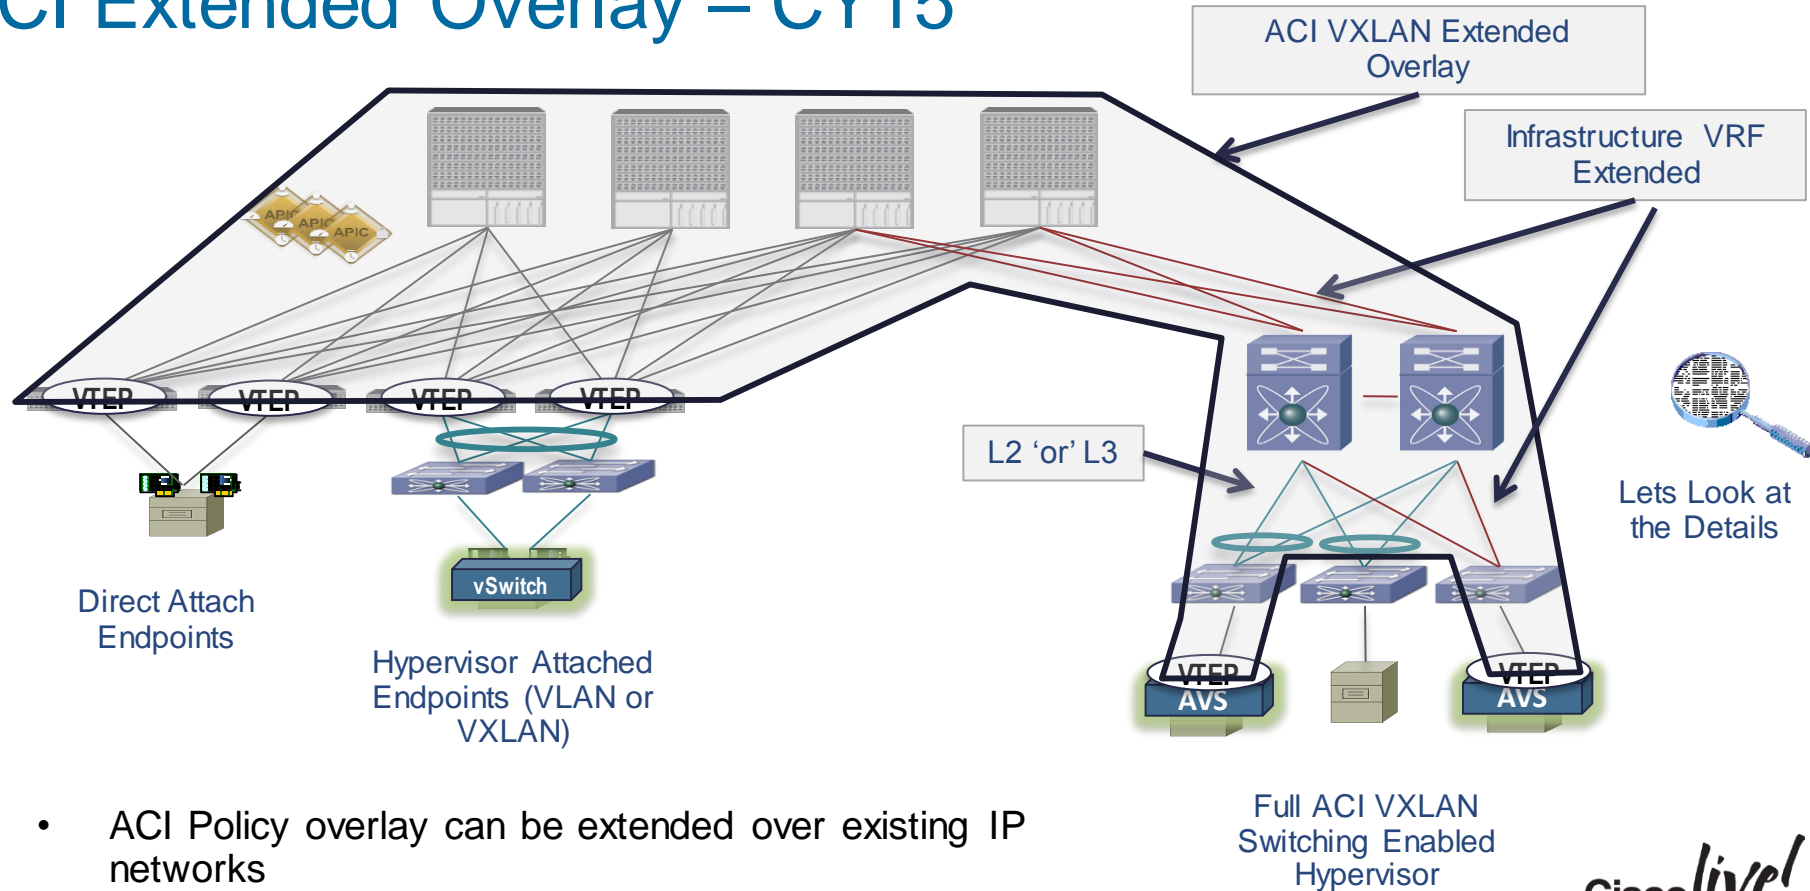 CI Extended Overlay – CY15
ACI VXLAN Extended
Overlay
Infrastructure VRF
Extended
APIC
APIC
APIC
VTEP
VTEP
VTEP
VTEP
L2 ‘or’ L3
Lets Look at
the Details
vSwitch
Direct Attach
Endpoints
Hypervisor Attached
Endpoints (VLAN or
VXLAN)
VTEP
AVS
VTEP
AVS
• ACI Policy overlay can be extended over existing IP
networks
Full ACI VXLAN
Switching Enabled
Hypervisor
Cisco live!